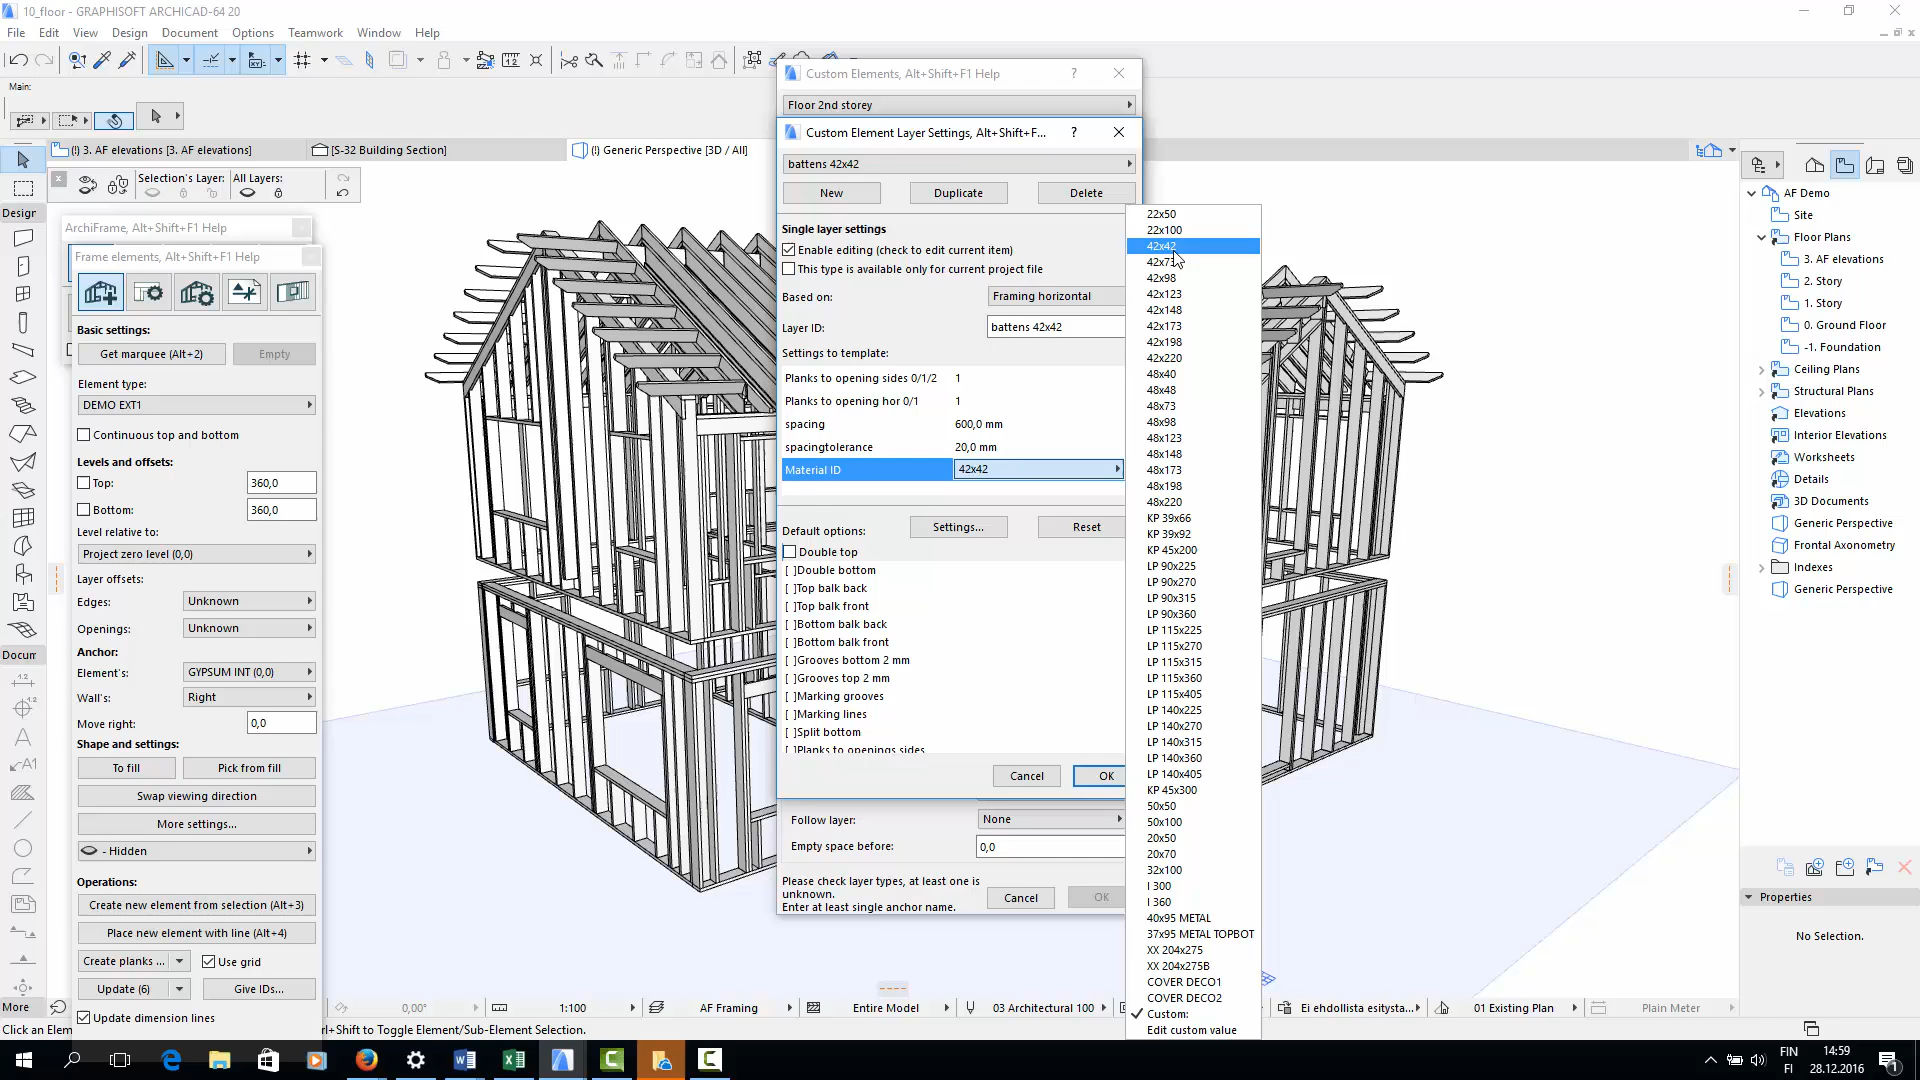 10_floor - GRAPHISOFT ARCHICAD-64 20
File Edit View Design Document Options Teamwork Window Help
Main:
(!) 3. AF elevations [3. AF elevations]
[S-32 Building Section]
(!) Generic Perspective [3D / All]
Selection's Layer: All Layers:
Design
ArchiFrame, Alt+Shift+F1 Help
Frame elements, Alt+Shift+F1 Help
Basic settings:
Get marquee (Alt+2) Empty
Element type:
DEMO EXT1
Continuous top and bottom
Levels and offsets:
Top: 360,0
Bottom: 360,0
Level relative to:
Project zero level (0,0)
Layer offsets:
Edges: Unknown
Openings: Unknown
Anchor:
Element's: GYPSUM INT (0,0)
Wall's: Right
Move right: 0,0
Shape and settings:
To fill Pick from fill
Swap viewing direction
More settings...
- Hidden
Operations:
Create new element from selection (Alt+3)
Place new element with line (Alt+4)
Create planks ... Use grid
Update (6) Give IDs...
Update dimension lines
Docum
More
Custom Elements, Alt+Shift+F1 Help ?
Floor 2nd storey
Custom Element Layer Settings, Alt+Shift+F... ?
battens 42x42
New Duplicate Delete
Single layer settings
Enable editing (check to edit current item)
This type is available only for current project file
Based on: Framing horizontal
Layer ID: battens 42x42
Settings to template:
Planks to opening sides 0/1/2 1
Planks to opening hor 0/1 1
spacing 600,0 mm
spacingtolerance 20,0 mm
Material ID 42x42
Default options: Settings... Reset
Double top
[ ]Double bottom
[ ]Top balk back
[ ]Top balk front
[ ]Bottom balk back
[ ]Bottom balk front
[ ]Grooves bottom 2 mm
[ ]Grooves top 2 mm
[ ]Marking grooves
[ ]Marking lines
[ ]Split bottom
[ ]Planks to openings sides
Cancel OK
Follow layer: None
Empty space before: 0,0
Please check layer types, at least one is
unknown.
Enter at least single anchor name.
Cancel OK
22x50
22x100
42x42
42x73
42x98
42x123
42x148
42x173
42x198
42x220
48x40
48x48
48x73
48x98
48x123
48x148
48x173
48x198
48x220
KP 39x66
KP 39x92
KP 45x200
LP 90x225
LP 90x270
LP 90x315
LP 90x360
LP 115x225
LP 115x270
LP 115x315
LP 115x360
LP 115x405
LP 140x225
LP 140x270
LP 140x315
LP 140x360
LP 140x405
KP 45x300
50x50
50x100
20x50
20x70
32x100
I 300
I 360
40x95 METAL
37x95 METAL TOPBOT
XX 204x275
XX 204x275B
COVER DECO1
COVER DECO2
Custom:
Edit custom value
AF Demo
Site
Floor Plans
3. AF elevations
2. Story
1. Story
0. Ground Floor
-1. Foundation
Ceiling Plans
Structural Plans
Elevations
Interior Elevations
Worksheets
Details
3D Documents
Generic Perspective
Frontal Axonometry
Indexes
Generic Perspective
Properties
No Selection.
0,00° 1:100 AF Framing Entire Model 03 Architectural 100 Ei ehdollista esitysta... 01 Existing Plan Plain Meter
Click an Elem
trl+Shift to Toggle Element/Sub-Element Selection.
FIN
FI
14:59
28.12.2016
1